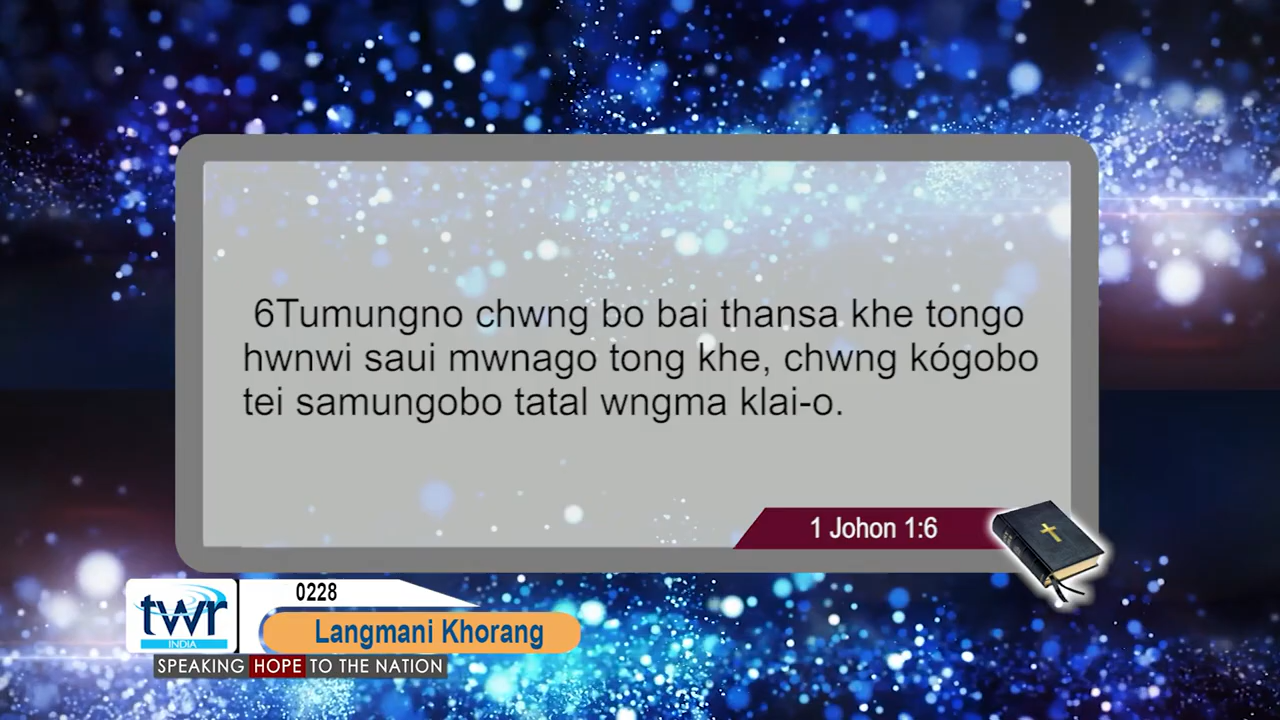 6Tumungno chwng bo bai thansa khe tongo
hwnwi saui mwnago tong khe, chwng kógobo
tei samungobo tatal wngma klai-o.
1 Johon 1:6
0228
twr
INDIA
Langmani Khorang
SPEAKING HOPE TO THE NATION